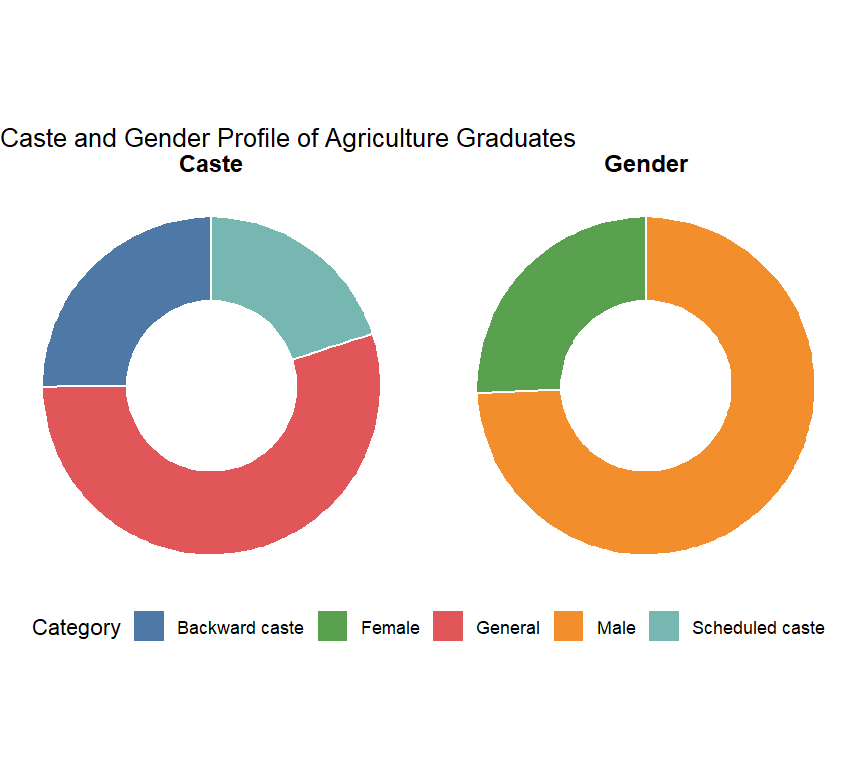 Caste and Gender Profile of Agriculture Graduates
Caste
Gender
Category
Backward caste
Female
General
Male
Scheduled caste